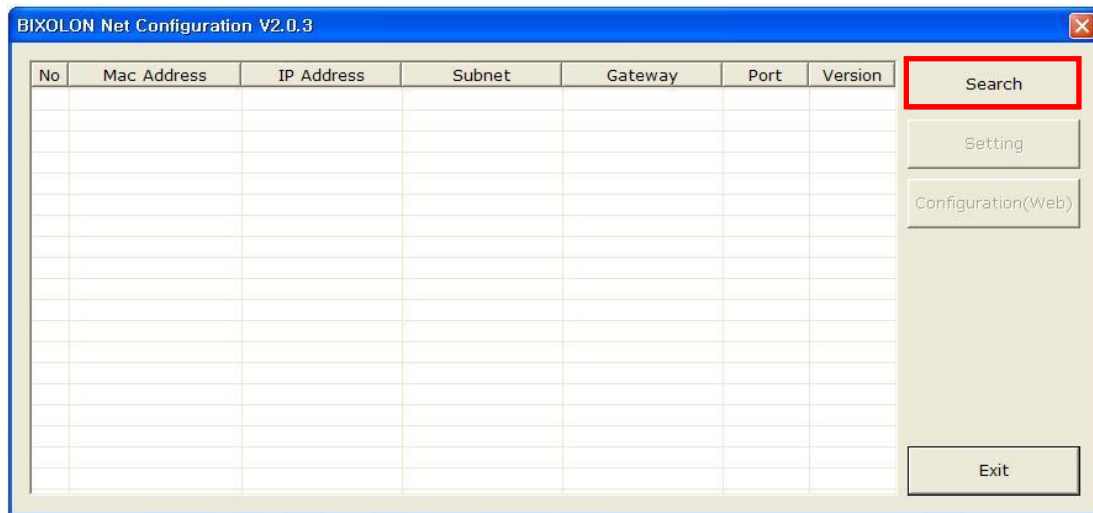 BIXOLON Net Configuration V2.0.3
No Mac Address IP Address Subnet Gateway Port Version
Search
Setting
Configuration(Web)
Exit